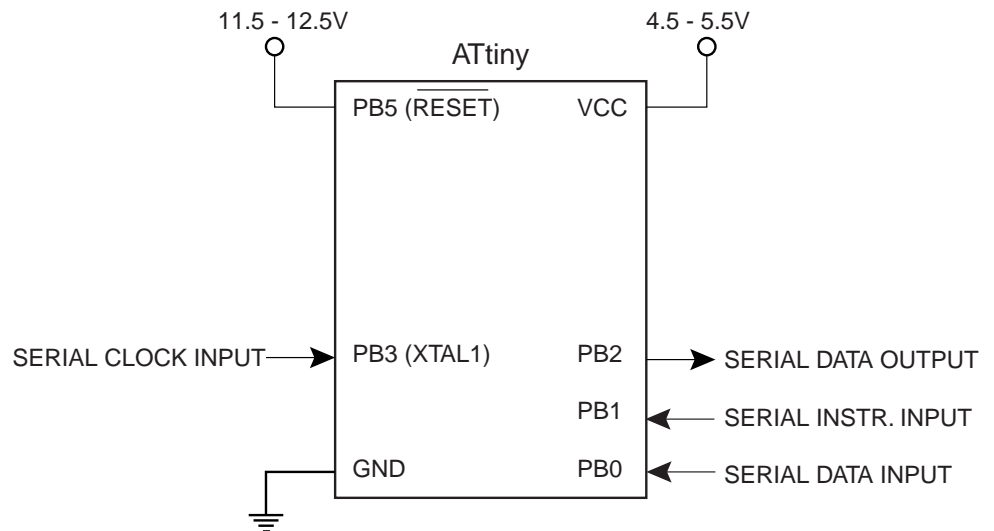 11.5 - 12.5V
4.5 - 5.5V
ATtiny
PB5 (RESET)
VCC
SERIAL CLOCK INPUT
PB3 (XTAL1)
PB2
SERIAL DATA OUTPUT
PB1
SERIAL INSTR. INPUT
GND
PB0
SERIAL DATA INPUT